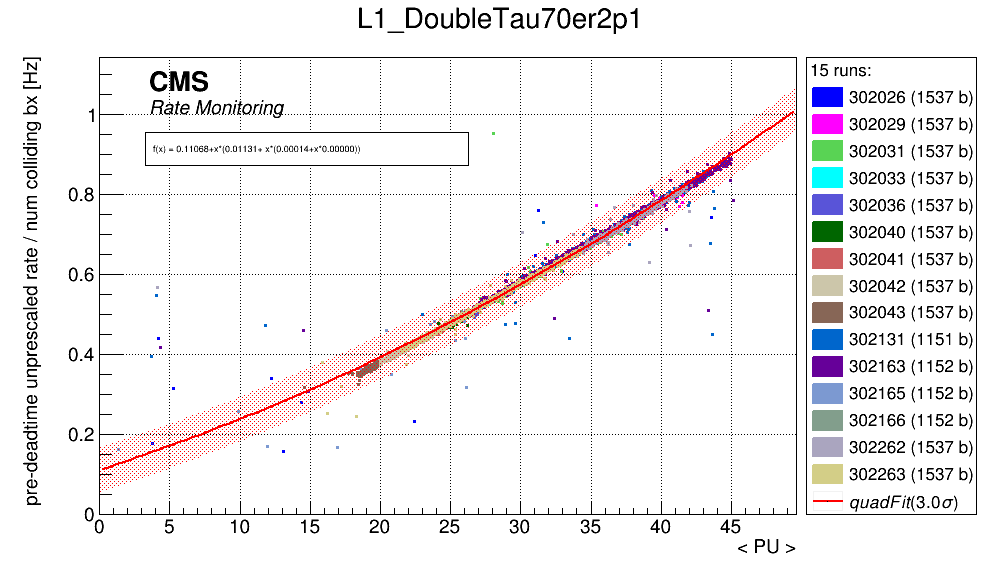 L1_DoubleTau70er2p1
pre-deadtime unprescaled rate / num colliding bx [Hz]
CMS
Rate Monitoring
f(x) = 0.11068+x*(0.01131+ x*(0.00014+x*0.00000))
1
0.8
0.6
0.4
0.2
0
0 5 10 15 20 25 30 35 40 45
< PU >
15 runs:
302026 (1537 b)
302029 (1537 b)
302031 (1537 b)
302033 (1537 b)
302036 (1537 b)
302040 (1537 b)
302041 (1537 b)
302042 (1537 b)
302043 (1537 b)
302131 (1151 b)
302163 (1152 b)
302165 (1152 b)
302166 (1152 b)
302262 (1537 b)
302263 (1537 b)
quadFit(3.0σ)